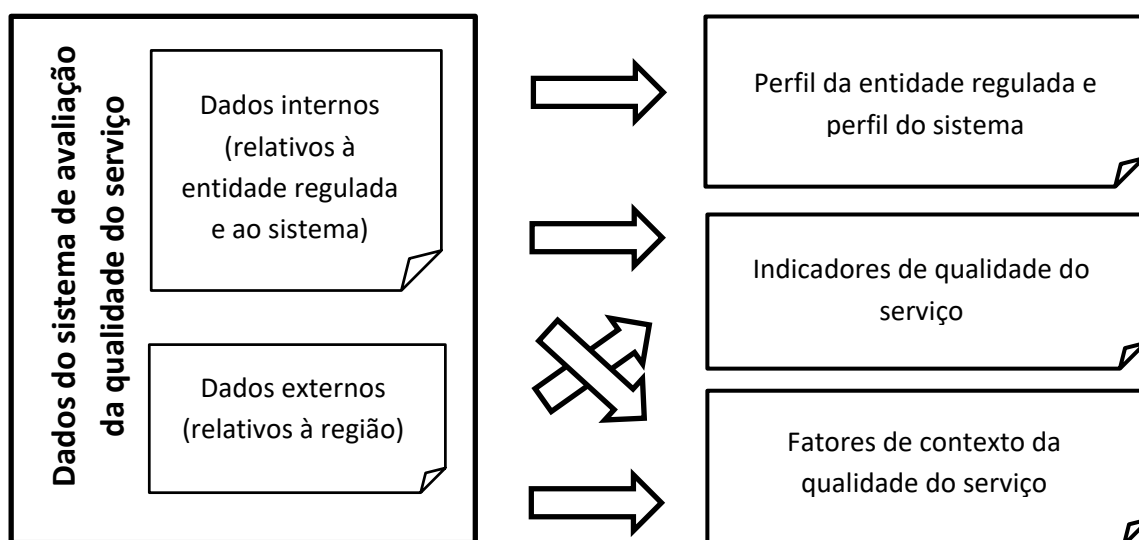 Dados do sistema de avaliação
da qualidade do serviço
Dados internos
(relativos à
entidade regulada
e ao sistema)
Dados externos
(relativos à região)
Perfil da entidade regulada e
perfil do sistema
Indicadores de qualidade do
serviço
Fatores de contexto da
qualidade do serviço